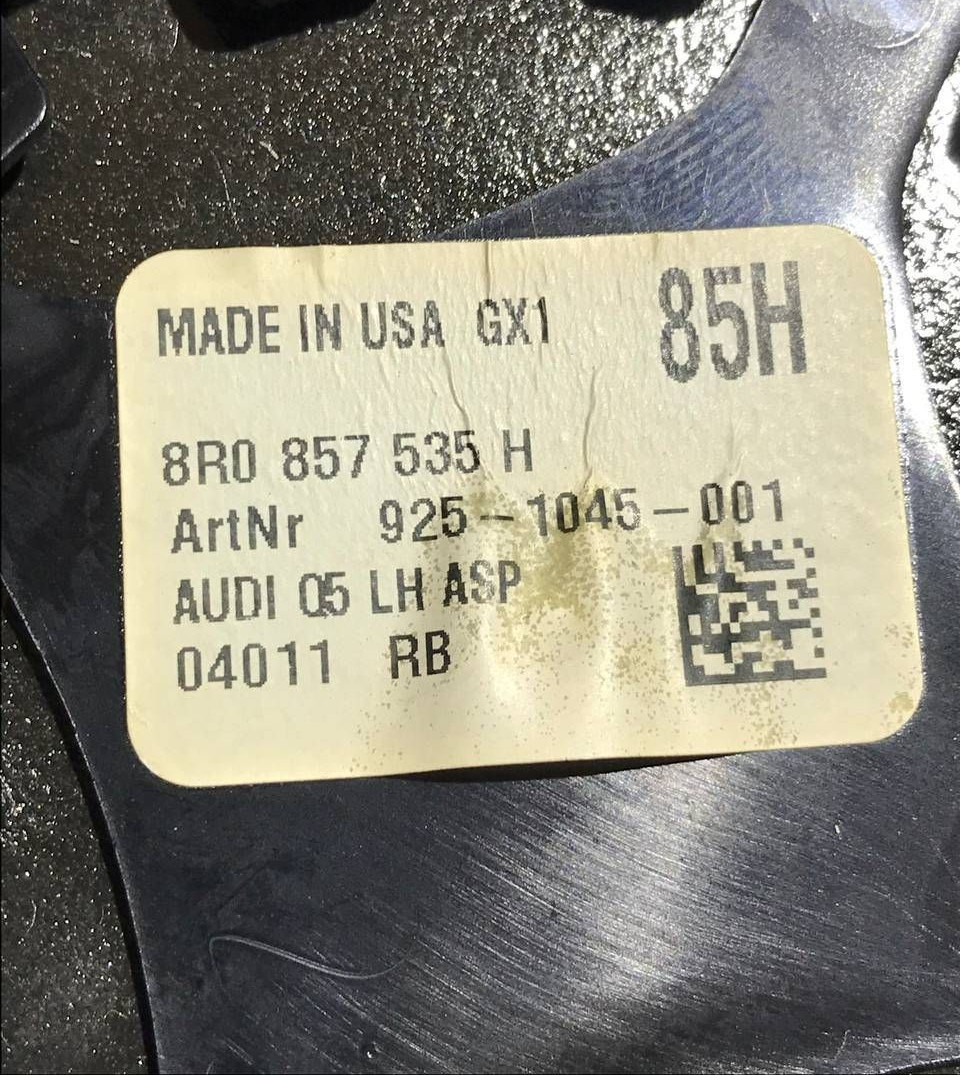 MADE IN USA GX1 85H
8R0 857 535 H
ArtNr 925-1045-001
AUDI Q5 LH ASP
04011 RB